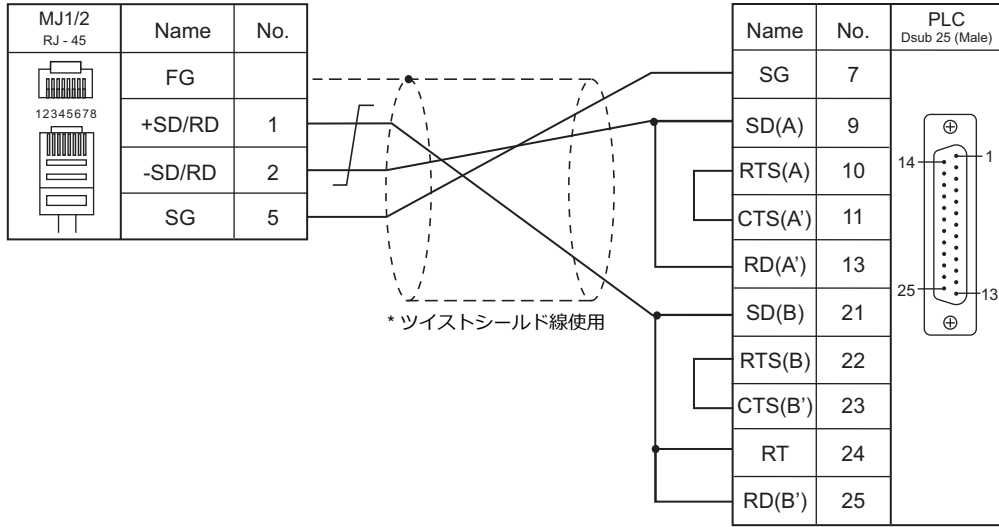 MJ1/2 Name No.
RJ - 45
FG
12345678
+SD/RD 1
-SD/RD 2
SG 5
* ツイストシールド線使用
Name No. PLC
Dsub 25 (Male)
SG 7
SD(A) 9
RTS(A) 10
CTS(A') 11
RD(A') 13
SD(B) 21
RTS(B) 22
CTS(B') 23
RT 24
RD(B') 25
14 1
25 13